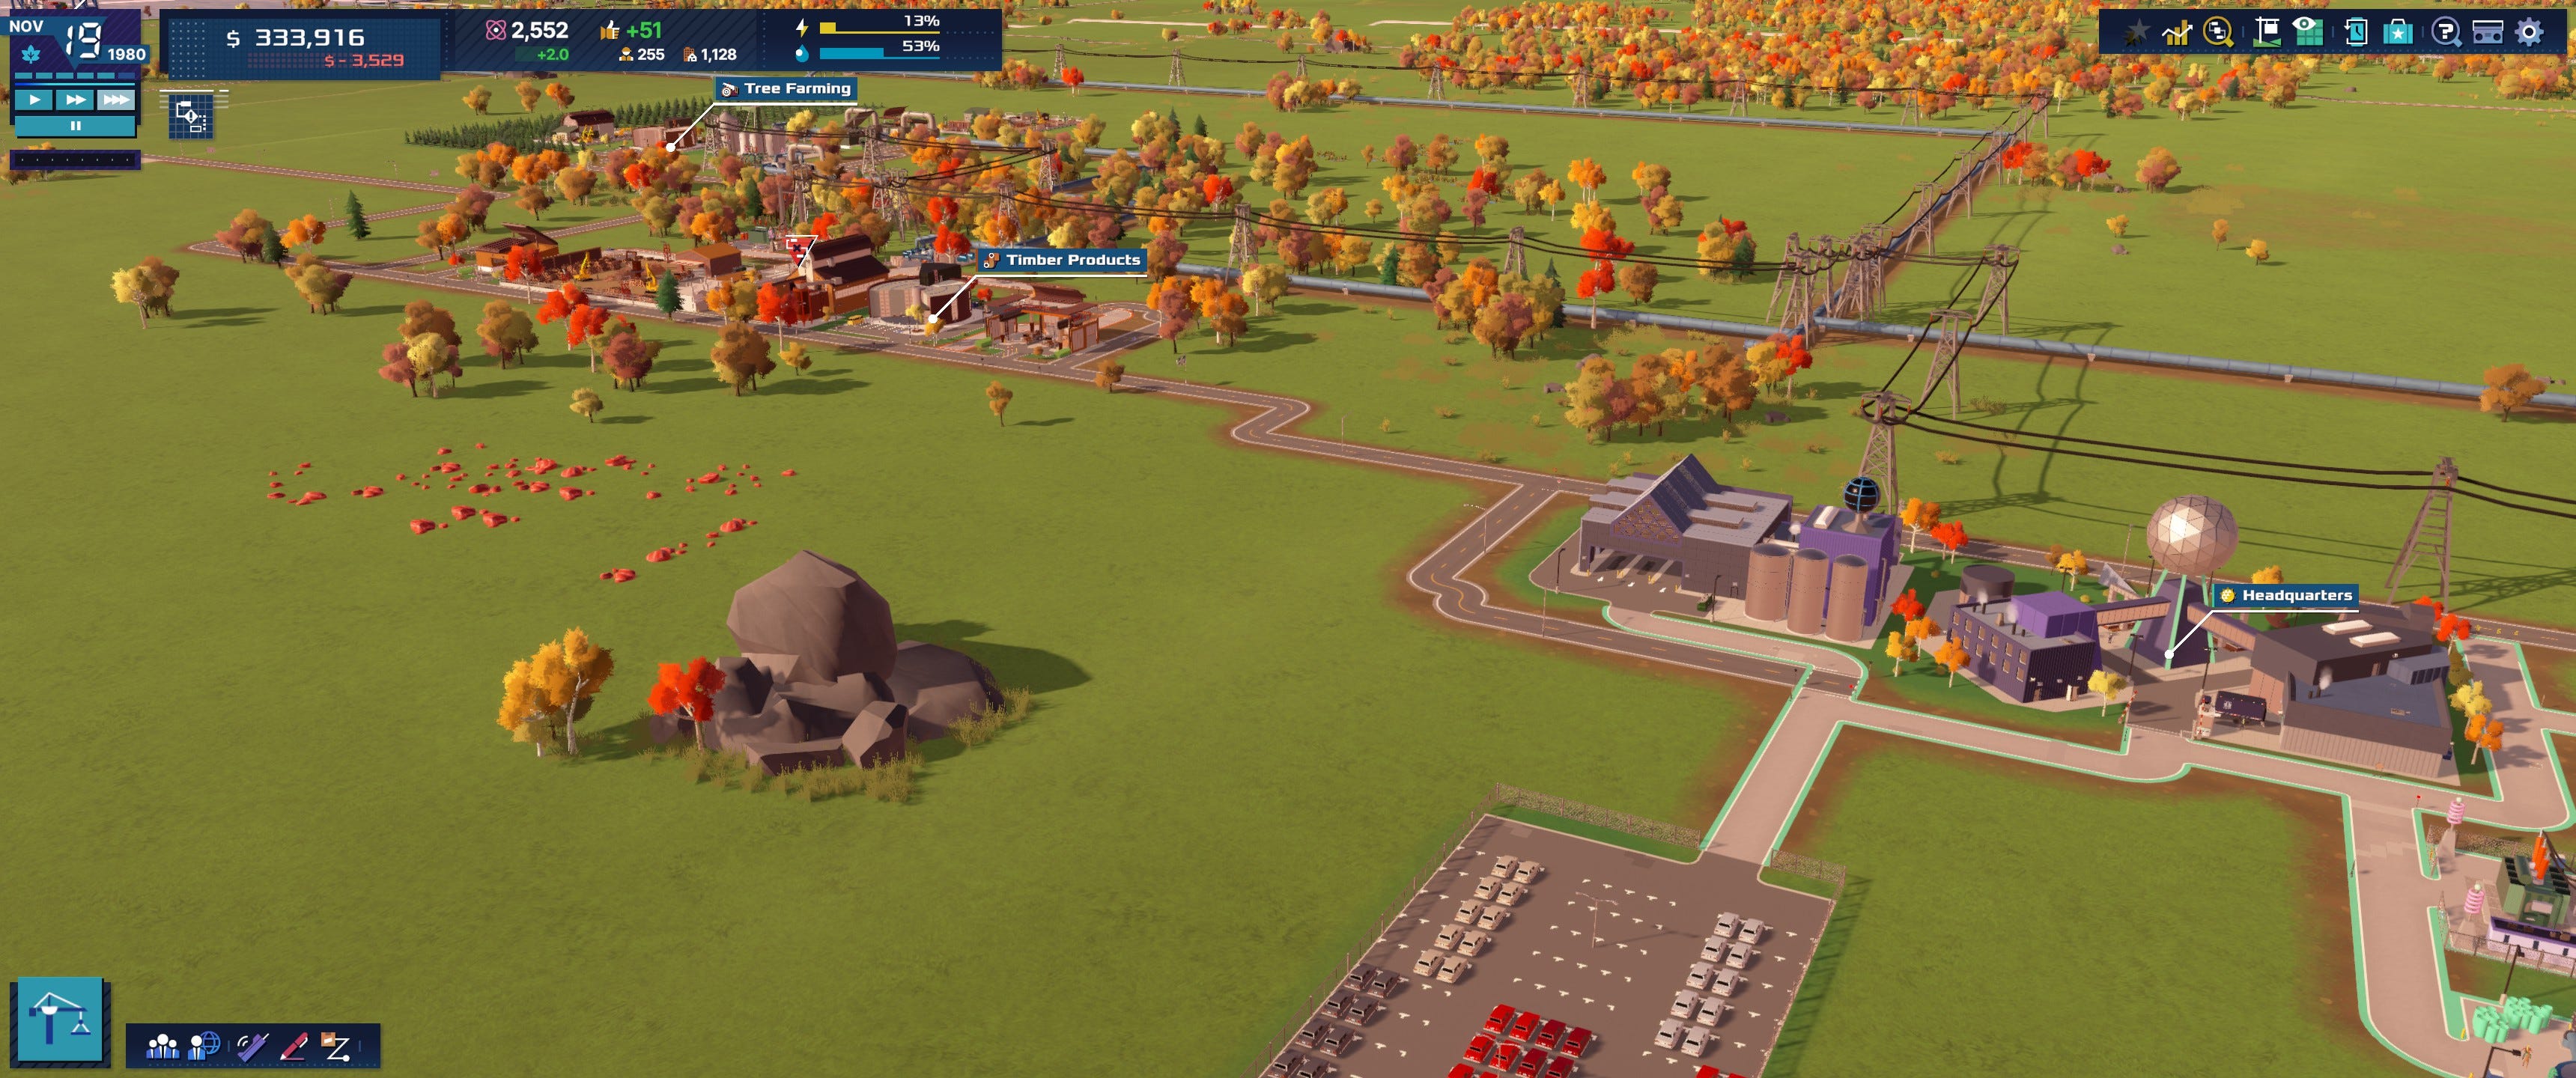 NOV
19
1980
$ 333,916
$ - 3,529
2,552
+2.0
+51
255
1,128
13%
53%
Tree Farming
Timber Products
Headquarters